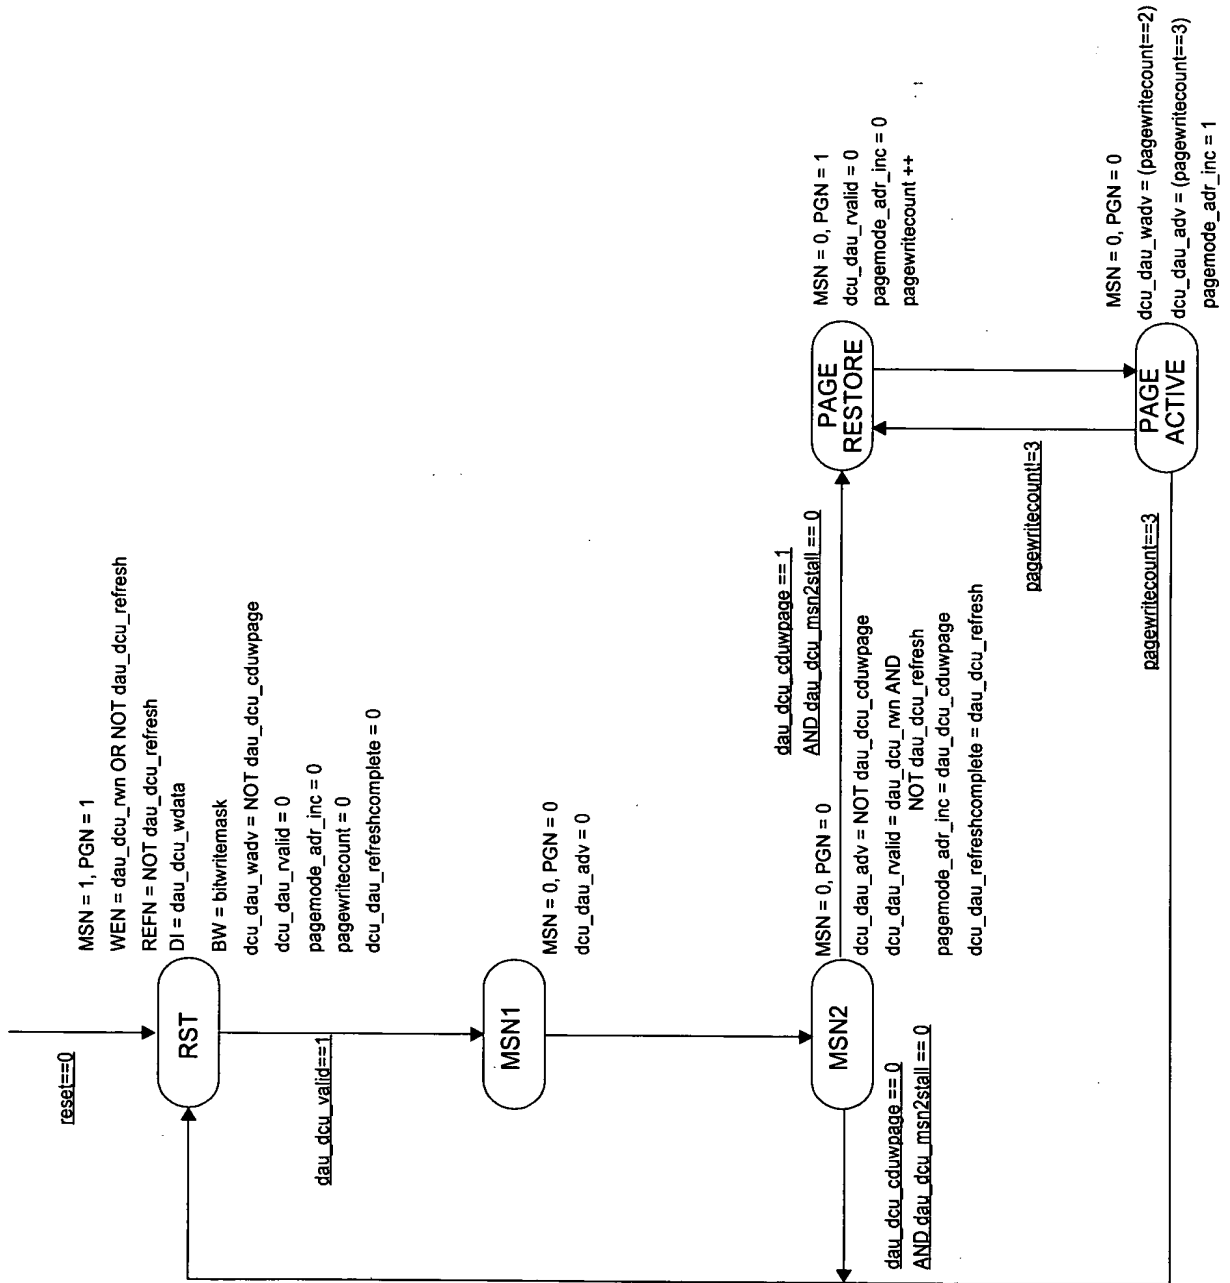 reset==0
RST
MSN = 1, PGN = 1
WEN = dau_dcu_rwn OR NOT dau_dcu_refresh
REFN = NOT dau_dcu_refresh
DI = dau_dcu_wdata
BW = bitwritemask
dcu_dau_wadv = NOT dau_dcu_cduwpage
dcu_dau_rvalid = 0
pagemode_adr_inc = 0
pagewritecount = 0
dcu_dau_refreshcomplete = 0
dau_dcu_valid==1
MSN1
MSN = 0, PGN = 0
dcu_dau_adv = 0
MSN2
MSN = 0, PGN = 0
dcu_dau_adv = NOT dau_dcu_cduwpage
dcu_dau_rvalid = dau_dcu_rwn AND
NOT dau_dcu_refresh
pagemode_adr_inc = dau_dcu_cduwpage
dcu_dau_refreshcomplete = dau_dcu_refresh
dau_dcu_cduwpage == 0
AND dau_dcu_msn2stall == 0
dau_dcu_cduwpage == 1
AND dau_dcu_msn2stall == 0
PAGE
RESTORE
MSN = 0, PGN = 1
dcu_dau_rvalid = 0
pagemode_adr_inc = 0
pagewritecount ++
pagewritecount!=3
pagewritecount==3
PAGE
ACTIVE
MSN = 0, PGN = 0
dcu_dau_wadv = (pagewritecount==2)
dcu_dau_adv = (pagewritecount==3)
pagemode_adr_inc = 1